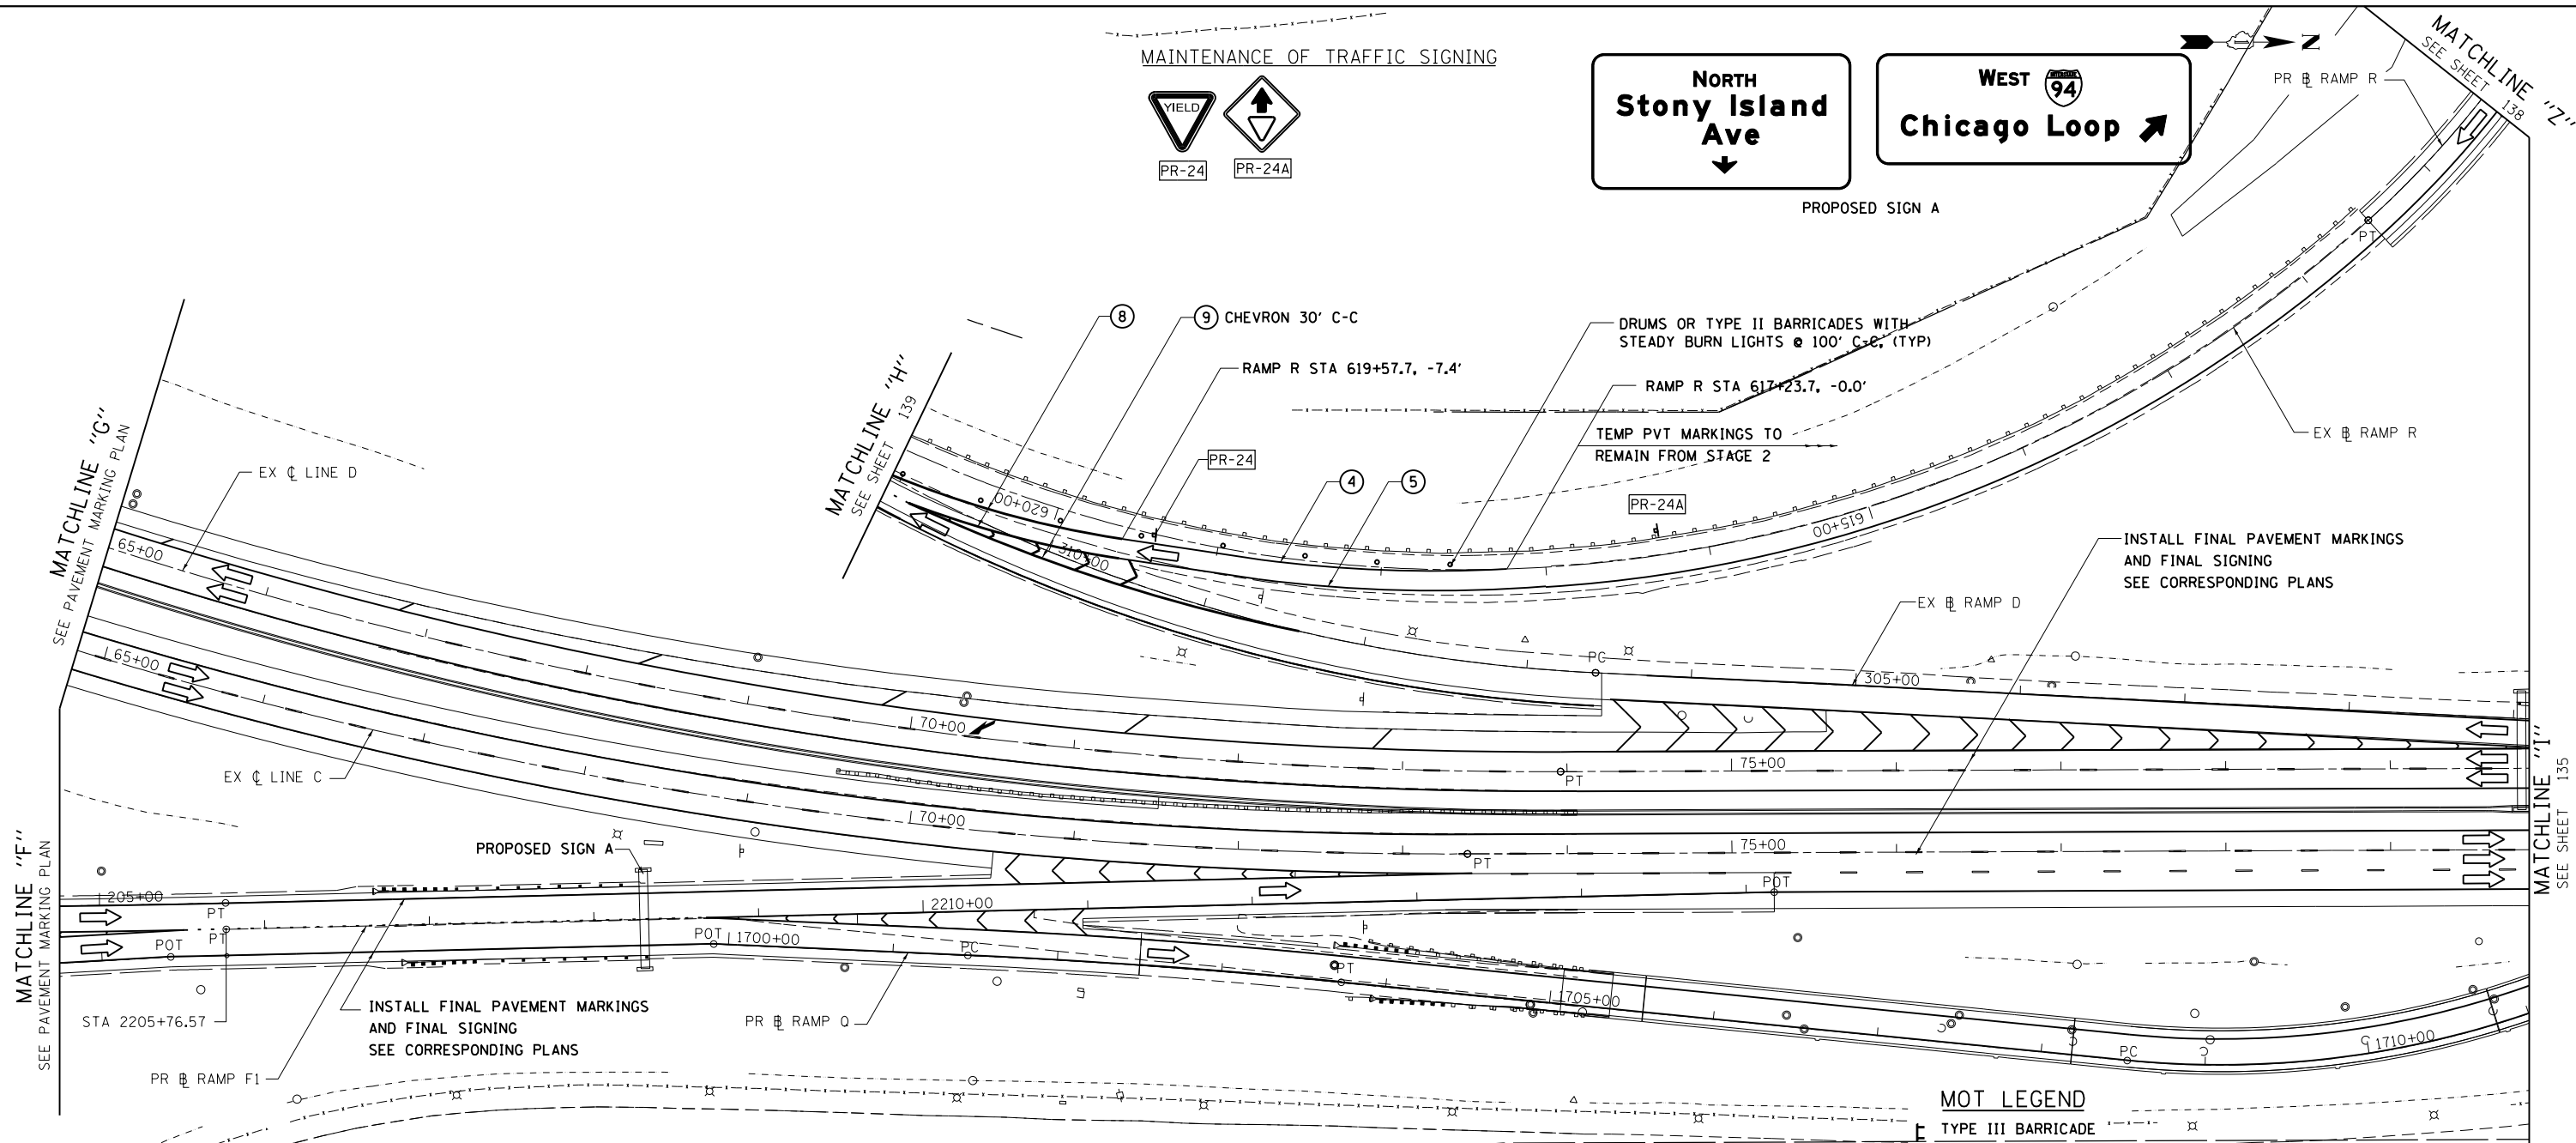 MAINTENANCE OF TRAFFIC SIGNING
YIELD
PR-24
PR-24A
NORTH
Stony Island
Ave
WEST 94
Chicago Loop
PROPOSED SIGN A
N
MATCHLINE "Z"
SEE SHEET 138
PR ℄ RAMP R
8
9 CHEVRON 30' C-C
RAMP R STA 619+57.7, -7.4'
DRUMS OR TYPE II BARRICADES WITH
STEADY BURN LIGHTS @ 100' C-C, (TYP)
RAMP R STA 617+23.7, -0.0'
TEMP PVT MARKINGS TO
REMAIN FROM STAGE 2
PT
EX ℄ RAMP R
MATCHLINE "G"
SEE PAVEMENT MARKING PLAN
EX ℄ LINE D
MATCHLINE "H"
SEE SHEET 139
PR-24
4
5
PR-24A
620+00
615+00
310+00
INSTALL FINAL PAVEMENT MARKINGS
AND FINAL SIGNING
SEE CORRESPONDING PLANS
65+00
65+00
EX ℄ RAMP D
PC
305+00
70+00
PT
75+00
EX ℄ LINE C
70+00
PT
75+00
MATCHLINE "I"
SEE SHEET 135
MATCHLINE "F"
SEE PAVEMENT MARKING PLAN
PROPOSED SIGN A
205+00
PT
PT
POT
2210+00
POT
POT
1700+00
PC
PT
1705+00
PC
1710+00
STA 2205+76.57
INSTALL FINAL PAVEMENT MARKINGS
AND FINAL SIGNING
SEE CORRESPONDING PLANS
PR ℄ RAMP Q
PR ℄ RAMP F1
MOT LEGEND
TYPE III BARRICADE